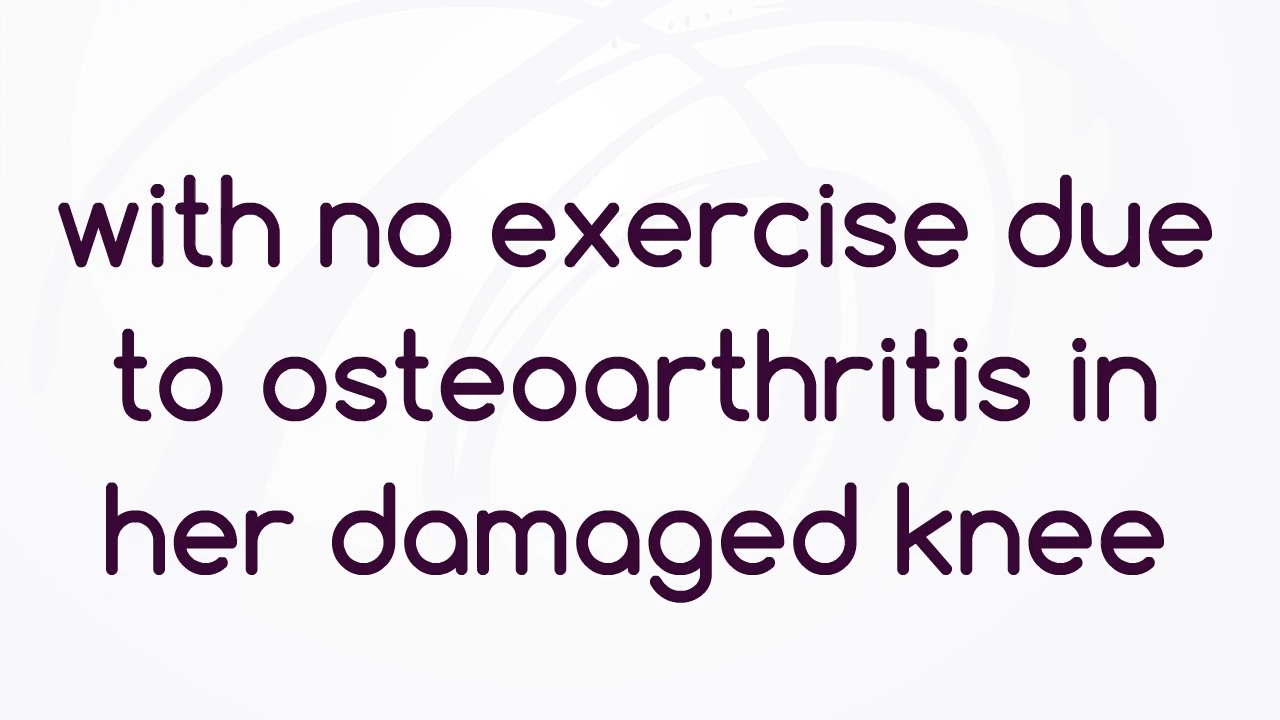 with no exercise due
to osteoarthritis in
her damaged knee